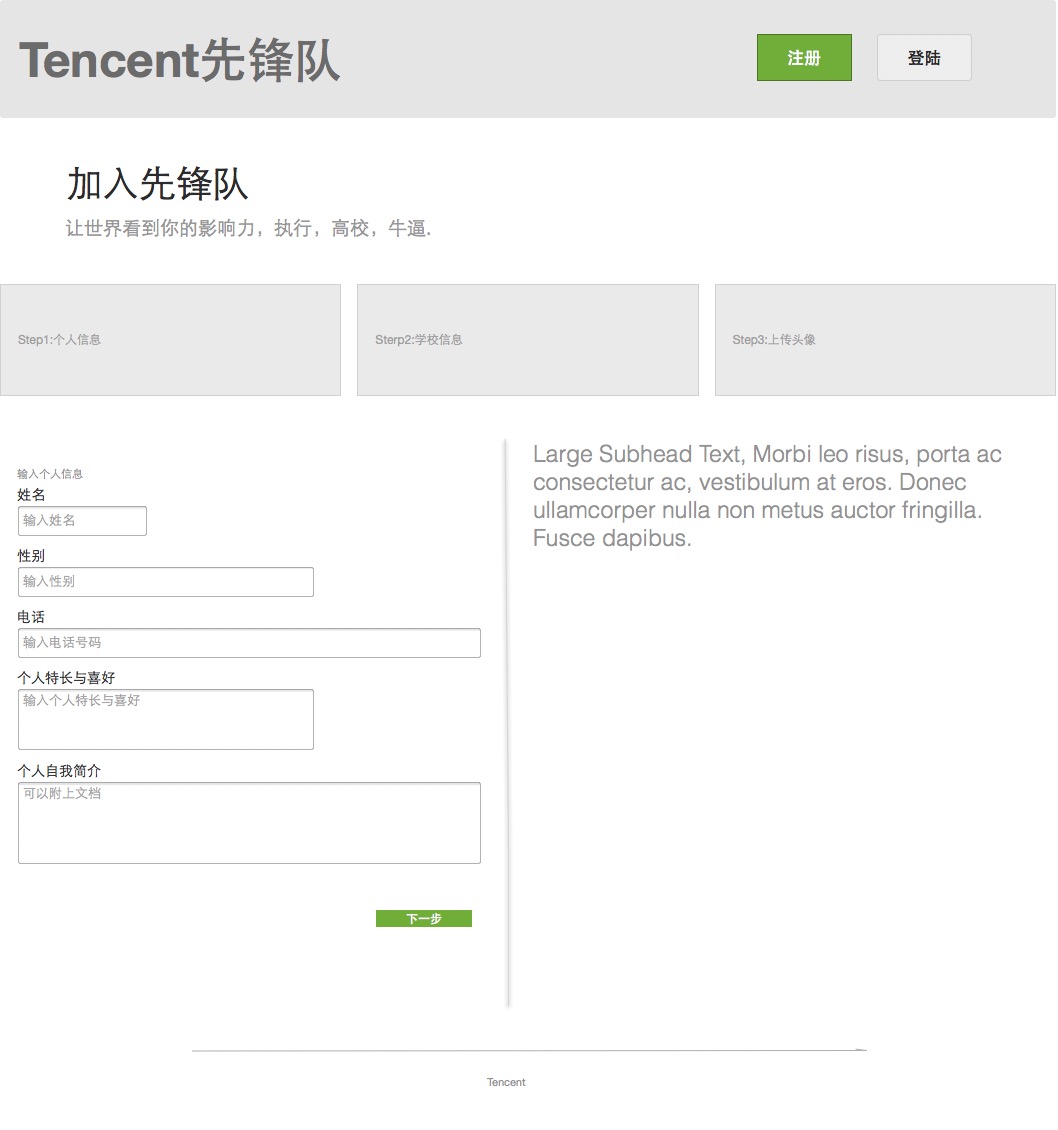 Tencent先锋队
注册
登陆
加入先锋队
让世界看到你的影响力，执行，高校，牛逼.
Step1:个人信息
Sterp2:学校信息
Step3:上传头像
输入个人信息
姓名
输入姓名
性别
输入性别
电话
输入电话号码
个人特长与喜好
输入个人特长与喜好
个人自我简介
可以附上文档
下一步
Large Subhead Text, Morbi leo risus, porta ac
consectetur ac, vestibulum at eros. Donec
ullamcorper nulla non metus auctor fringilla.
Fusce dapibus.
Tencent